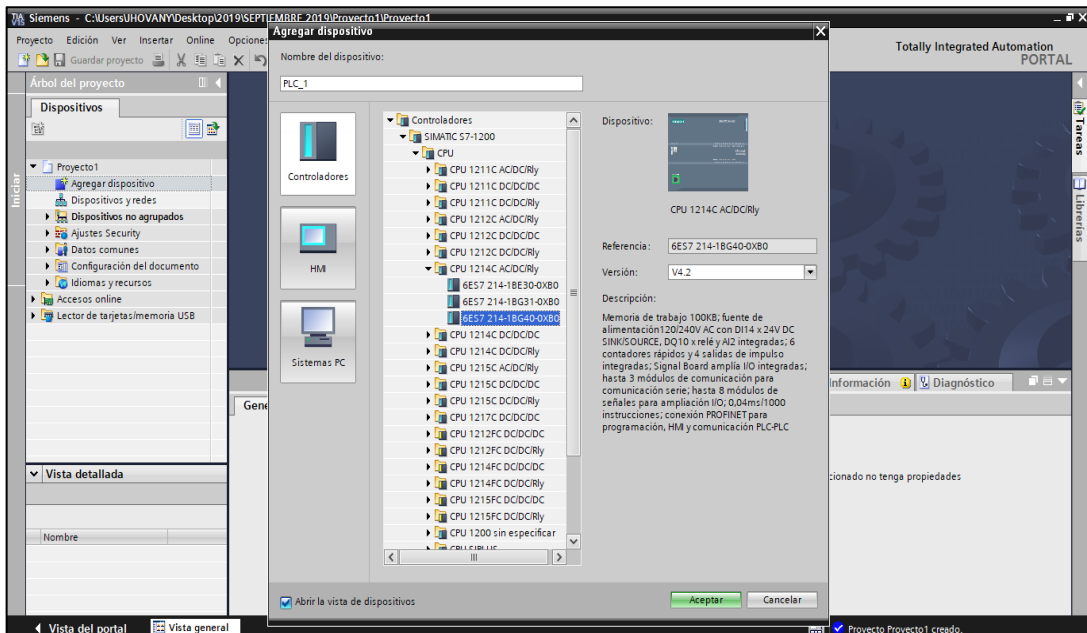 Siemens - C:\Users\JHOVANY\Desktop\2019\SEPTIEMBRE 2019\Proyecto1\Proyecto1
Proyecto Edición Ver Insertar Online Opciones
Guardar proyecto
Totally Integrated Automation
PORTAL
Árbol del proyecto
Dispositivos
Iniciar
Proyecto1
Agregar dispositivo
Dispositivos y redes
Dispositivos no agrupados
Ajustes Security
Datos comunes
Configuración del documento
Idiomas y recursos
Accesos online
Lector de tarjetas/memoria USB
Vista detallada
Nombre
Agregar dispositivo
Nombre del dispositivo:
PLC_1
Controladores
HMI
Sistemas PC
Controladores
SIMATIC S7-1200
CPU
CPU 1211C AC/DC/Rly
CPU 1211C DC/DC/DC
CPU 1211C DC/DC/Rly
CPU 1212C AC/DC/Rly
CPU 1212C DC/DC/DC
CPU 1212C DC/DC/Rly
CPU 1214C AC/DC/Rly
6ES7 214-1BE30-0XB0
6ES7 214-1BG31-0XB0
6ES7 214-1BG40-0XB0
CPU 1214C DC/DC/DC
CPU 1214C DC/DC/Rly
CPU 1215C AC/DC/Rly
CPU 1215C DC/DC/DC
CPU 1215C DC/DC/Rly
CPU 1217C DC/DC/DC
CPU 1212FC DC/DC/DC
CPU 1212FC DC/DC/Rly
CPU 1214FC DC/DC/DC
CPU 1214FC DC/DC/Rly
CPU 1215FC DC/DC/DC
CPU 1215FC DC/DC/Rly
CPU 1200 sin especificar
CPU SIPLUS
Dispositivo:
CPU 1214C AC/DC/Rly
Referencia: 6ES7 214-1BG40-0XB0
Versión: V4.2
Descripción:
Memoria de trabajo 100KB; fuente de
alimentación120/240V AC con DI14 x 24V DC
SINK/SOURCE, DQ10 x relé y AI2 integradas; 6
contadores rápidos y 4 salidas de impulso
integradas; Signal Board amplía I/O integradas;
hasta 3 módulos de comunicación para
comunicación serie; hasta 8 módulos de
señales para ampliación I/O; 0,04ms/1000
instrucciones; conexión PROFINET para
programación, HMI y comunicación PLC-PLC
Abrir la vista de dispositivos
Aceptar Cancelar
Gene
Información Diagnóstico
cionado no tenga propiedades
Tareas
Librerías
Vista del portal Vista general
Proyecto Proyecto1 creado.